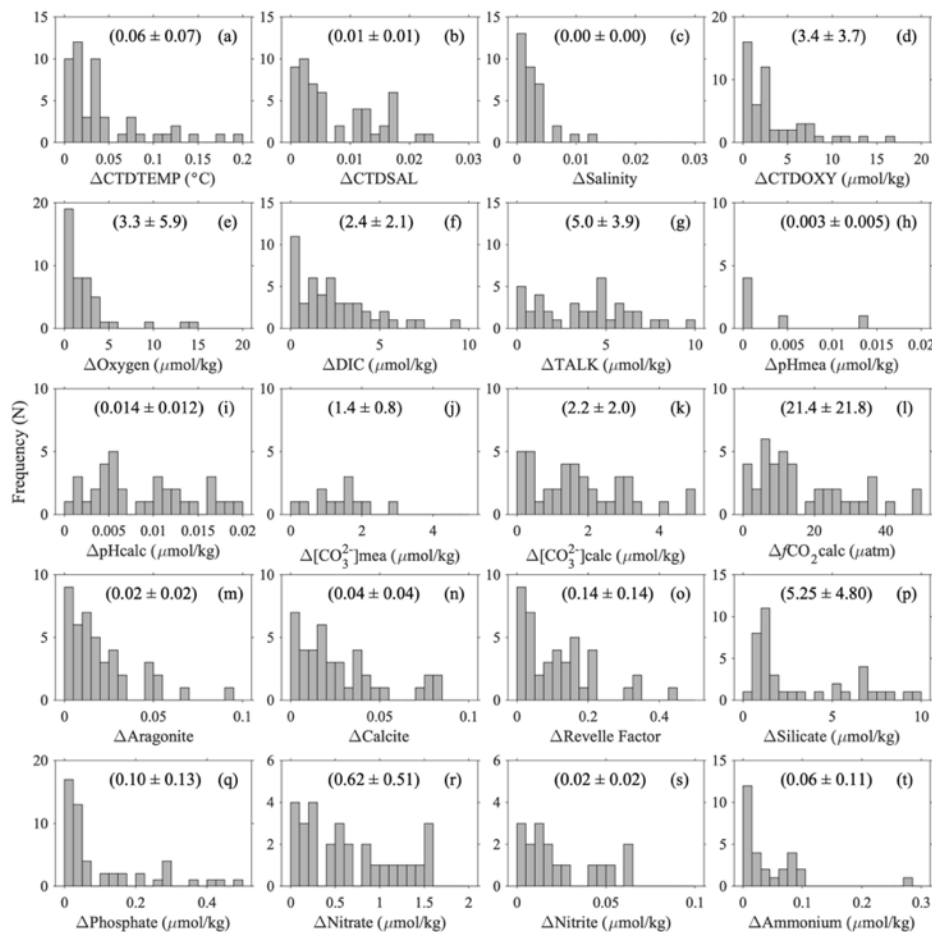 Frequency (N)
(0.06 ± 0.07) (a)
15
10
5
0
0 0.05 0.1 0.15 0.2
ΔCTDTEMP (°C)
(0.01 ± 0.01) (b)
15
10
5
0
0 0.01 0.02 0.03
ΔCTDSAL
(0.00 ± 0.00) (c)
15
10
5
0
0 0.01 0.02 0.03
ΔSalinity
(3.4 ± 3.7) (d)
20
10
0
0 5 10 15 20
ΔCTDOXY (μmol/kg)
(3.3 ± 5.9) (e)
20
10
0
0 5 10 15 20
ΔOxygen (μmol/kg)
(2.4 ± 2.1) (f)
15
10
5
0
0 5 10
ΔDIC (μmol/kg)
(5.0 ± 3.9) (g)
15
10
5
0
0 5 10
ΔTALK (μmol/kg)
(0.003 ± 0.005) (h)
10
5
0
0 0.005 0.01 0.015 0.02
ΔpHmea (μmol/kg)
(0.014 ± 0.012) (i)
10
5
0
0 0.005 0.01 0.015 0.02
ΔpHcalc (μmol/kg)
(1.4 ± 0.8) (j)
10
5
0
0 2 4
Δ[CO₃²⁻]mea (μmol/kg)
(2.2 ± 2.0) (k)
10
5
0
0 2 4
Δ[CO₃²⁻]calc (μmol/kg)
(21.4 ± 21.8) (l)
10
5
0
0 20 40
ΔfCO₂calc (μatm)
(0.02 ± 0.02) (m)
10
5
0
0 0.05 0.1
ΔAragonite
(0.04 ± 0.04) (n)
10
5
0
0 0.05 0.1
ΔCalcite
(0.14 ± 0.14) (o)
10
5
0
0 0.2 0.4
ΔRevelle Factor
(5.25 ± 4.80) (p)
15
10
5
0
0 5 10
ΔSilicate (μmol/kg)
(0.10 ± 0.13) (q)
20
10
0
0 0.2 0.4
ΔPhosphate (μmol/kg)
(0.62 ± 0.51) (r)
6
4
2
0
0 0.5 1 1.5 2
ΔNitrate (μmol/kg)
(0.02 ± 0.02) (s)
6
4
2
0
0 0.05 0.1
ΔNitrite (μmol/kg)
(0.06 ± 0.11) (t)
15
10
5
0
0 0.1 0.2 0.3
ΔAmmonium (μmol/kg)